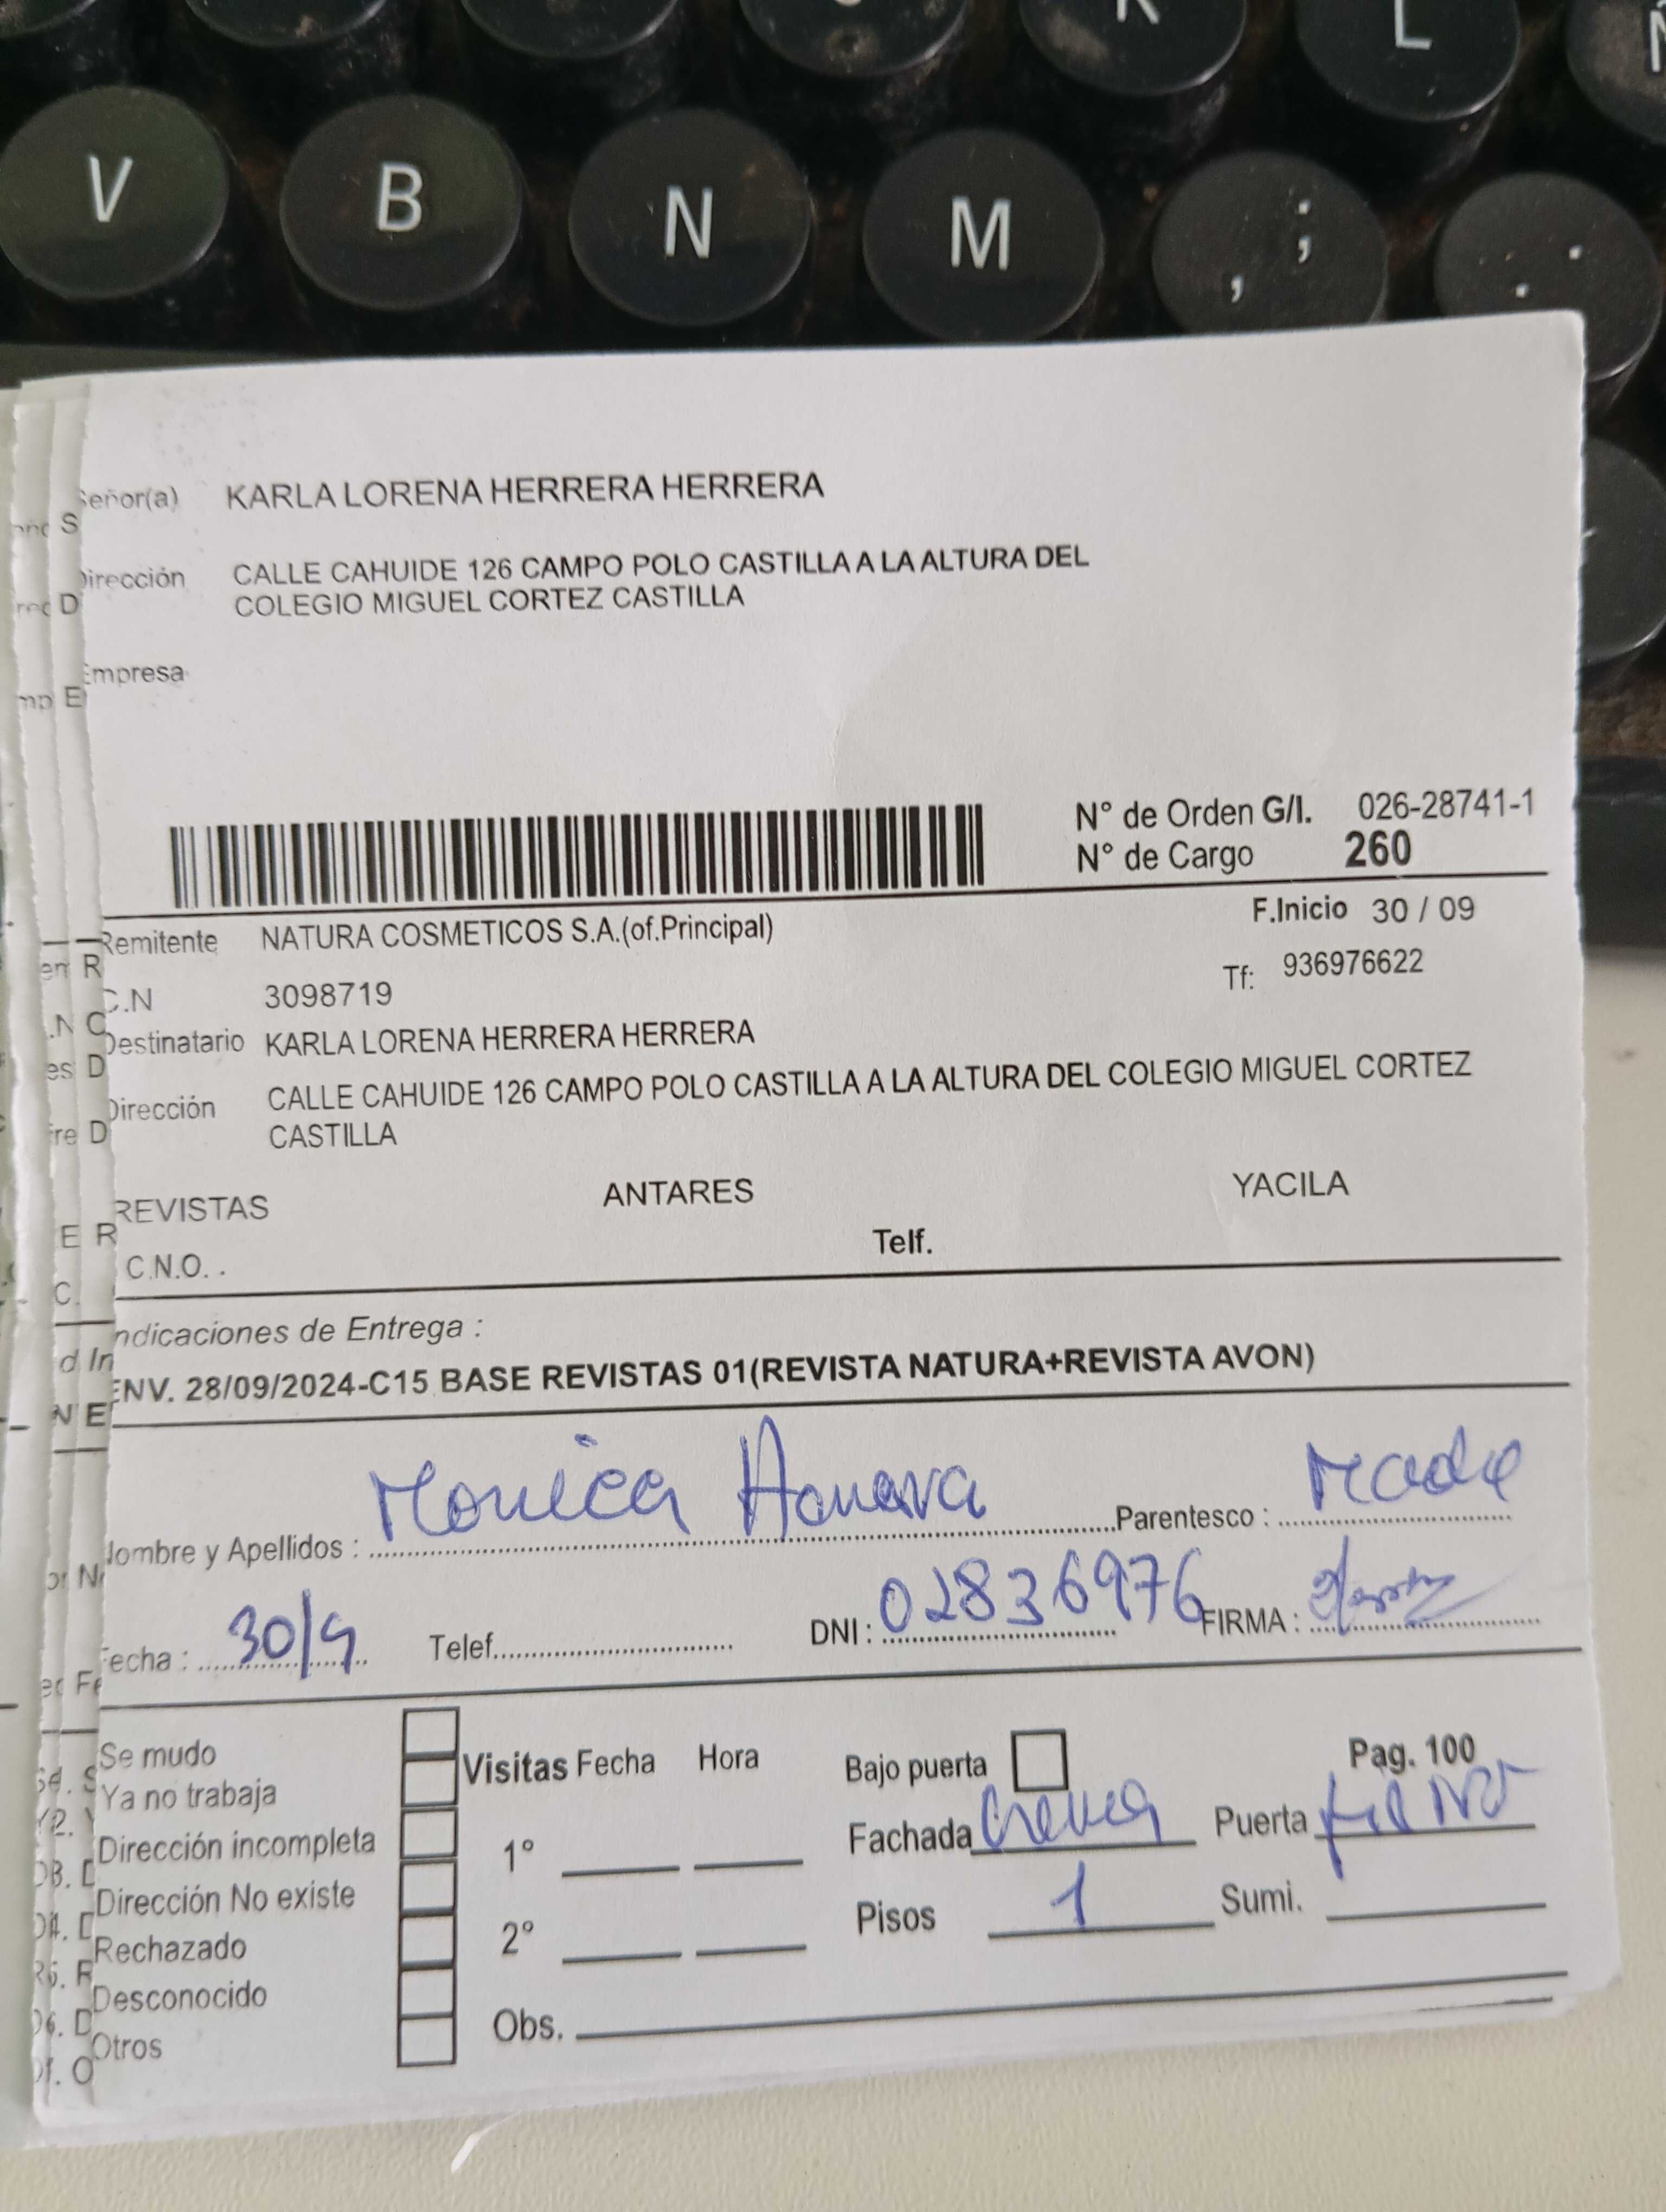 K L
V B N M ; , .
Señor(a) KARLA LORENA HERRERA HERRERA
Dirección CALLE CAHUIDE 126 CAMPO POLO CASTILLA A LA ALTURA DEL
COLEGIO MIGUEL CORTEZ CASTILLA
Empresa
N° de Orden G/I. 026-28741-1
N° de Cargo 260
Remitente NATURA COSMETICOS S.A.(of.Principal) F.Inicio 30 / 09
C.N 3098719 Tf: 936976622
Destinatario KARLA LORENA HERRERA HERRERA
Dirección CALLE CAHUIDE 126 CAMPO POLO CASTILLA A LA ALTURA DEL COLEGIO MIGUEL CORTEZ
CASTILLA
REVISTAS ANTARES YACILA
C.N.O. . Telf.
Indicaciones de Entrega :
ENV. 28/09/2024-C15 BASE REVISTAS 01(REVISTA NATURA+REVISTA AVON)
Nombre y Apellidos : Monica Parentesco : Madre
Fecha : 30/9 Telef. DNI : 02836976 FIRMA :
Se mudo
Ya no trabaja
Dirección incompleta
Dirección No existe
Rechazado
Desconocido
Otros
Visitas Fecha Hora
1°
2°
Obs.
Bajo puerta Pag. 100
Fachada Crema Puerta
Pisos 1 Sumi.